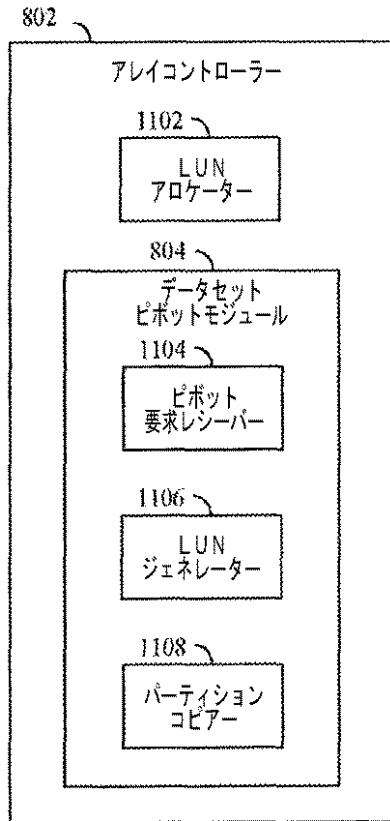 802
アレイコントローラー
1102
LUN
アロケーター
804
データセット
ピボットモジュール
1104
ピボット
要求レシーバー
1106
LUN
ジェネレーター
1108
パーティション
コピアー